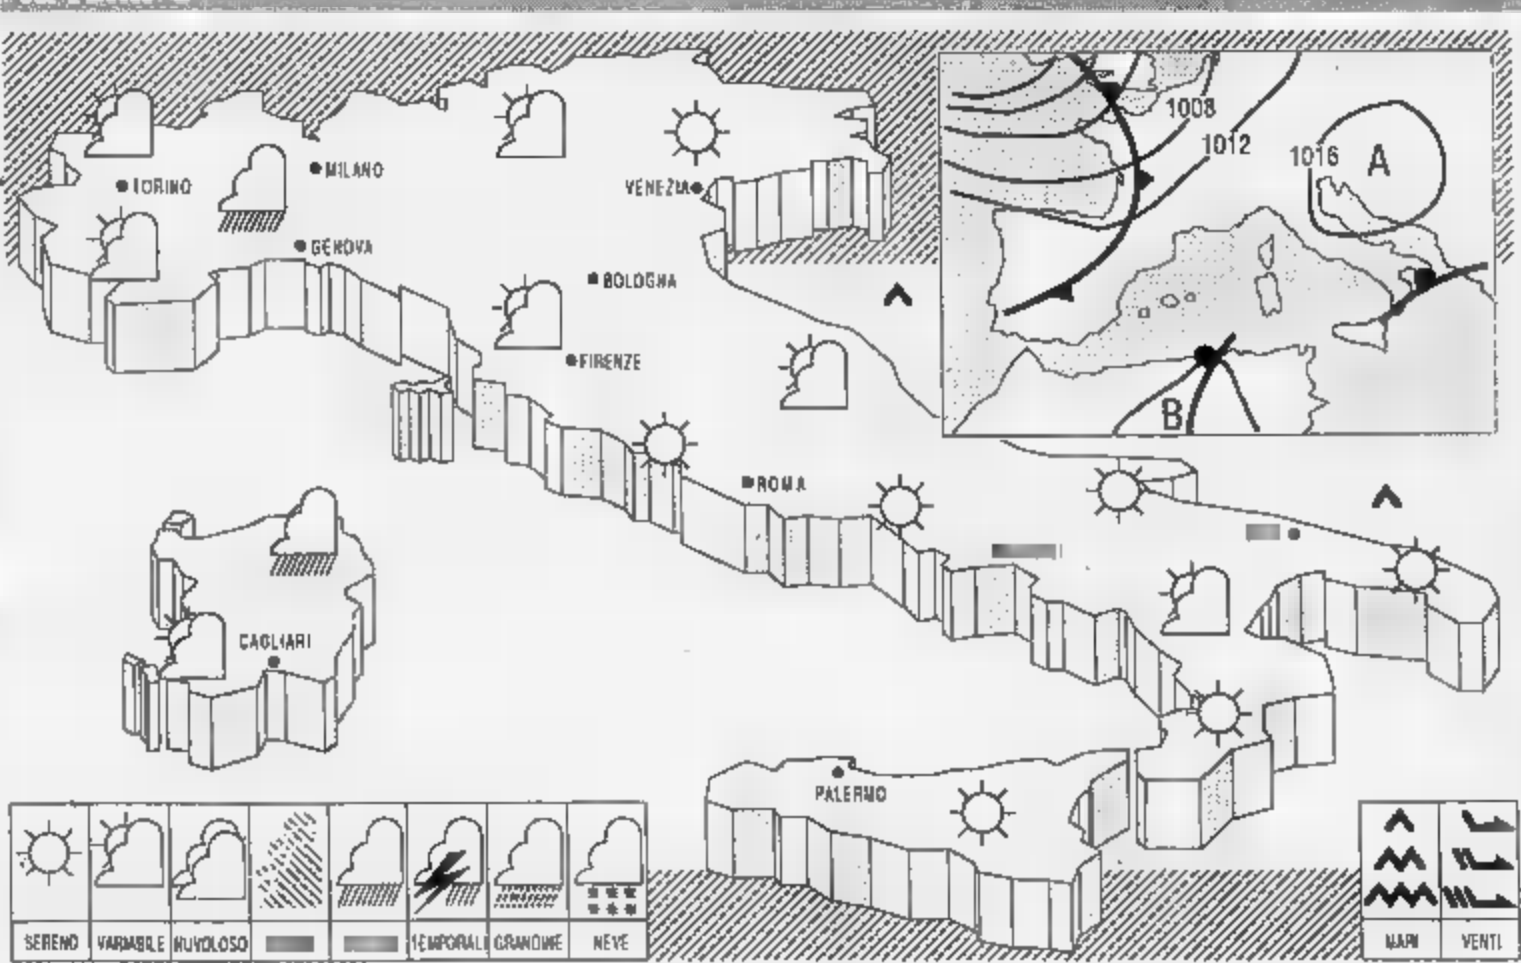 1008
1012
1016
A
MILANO
TORINO
VENEZIA
GENOVA
BOLOGNA
FIRENZE
B
ROMA
CAGLIARI
PALERMO
SERENO VARIABILE NUVOLOSO TEMPORALI GRANDINE NEVE
MARI VENTI